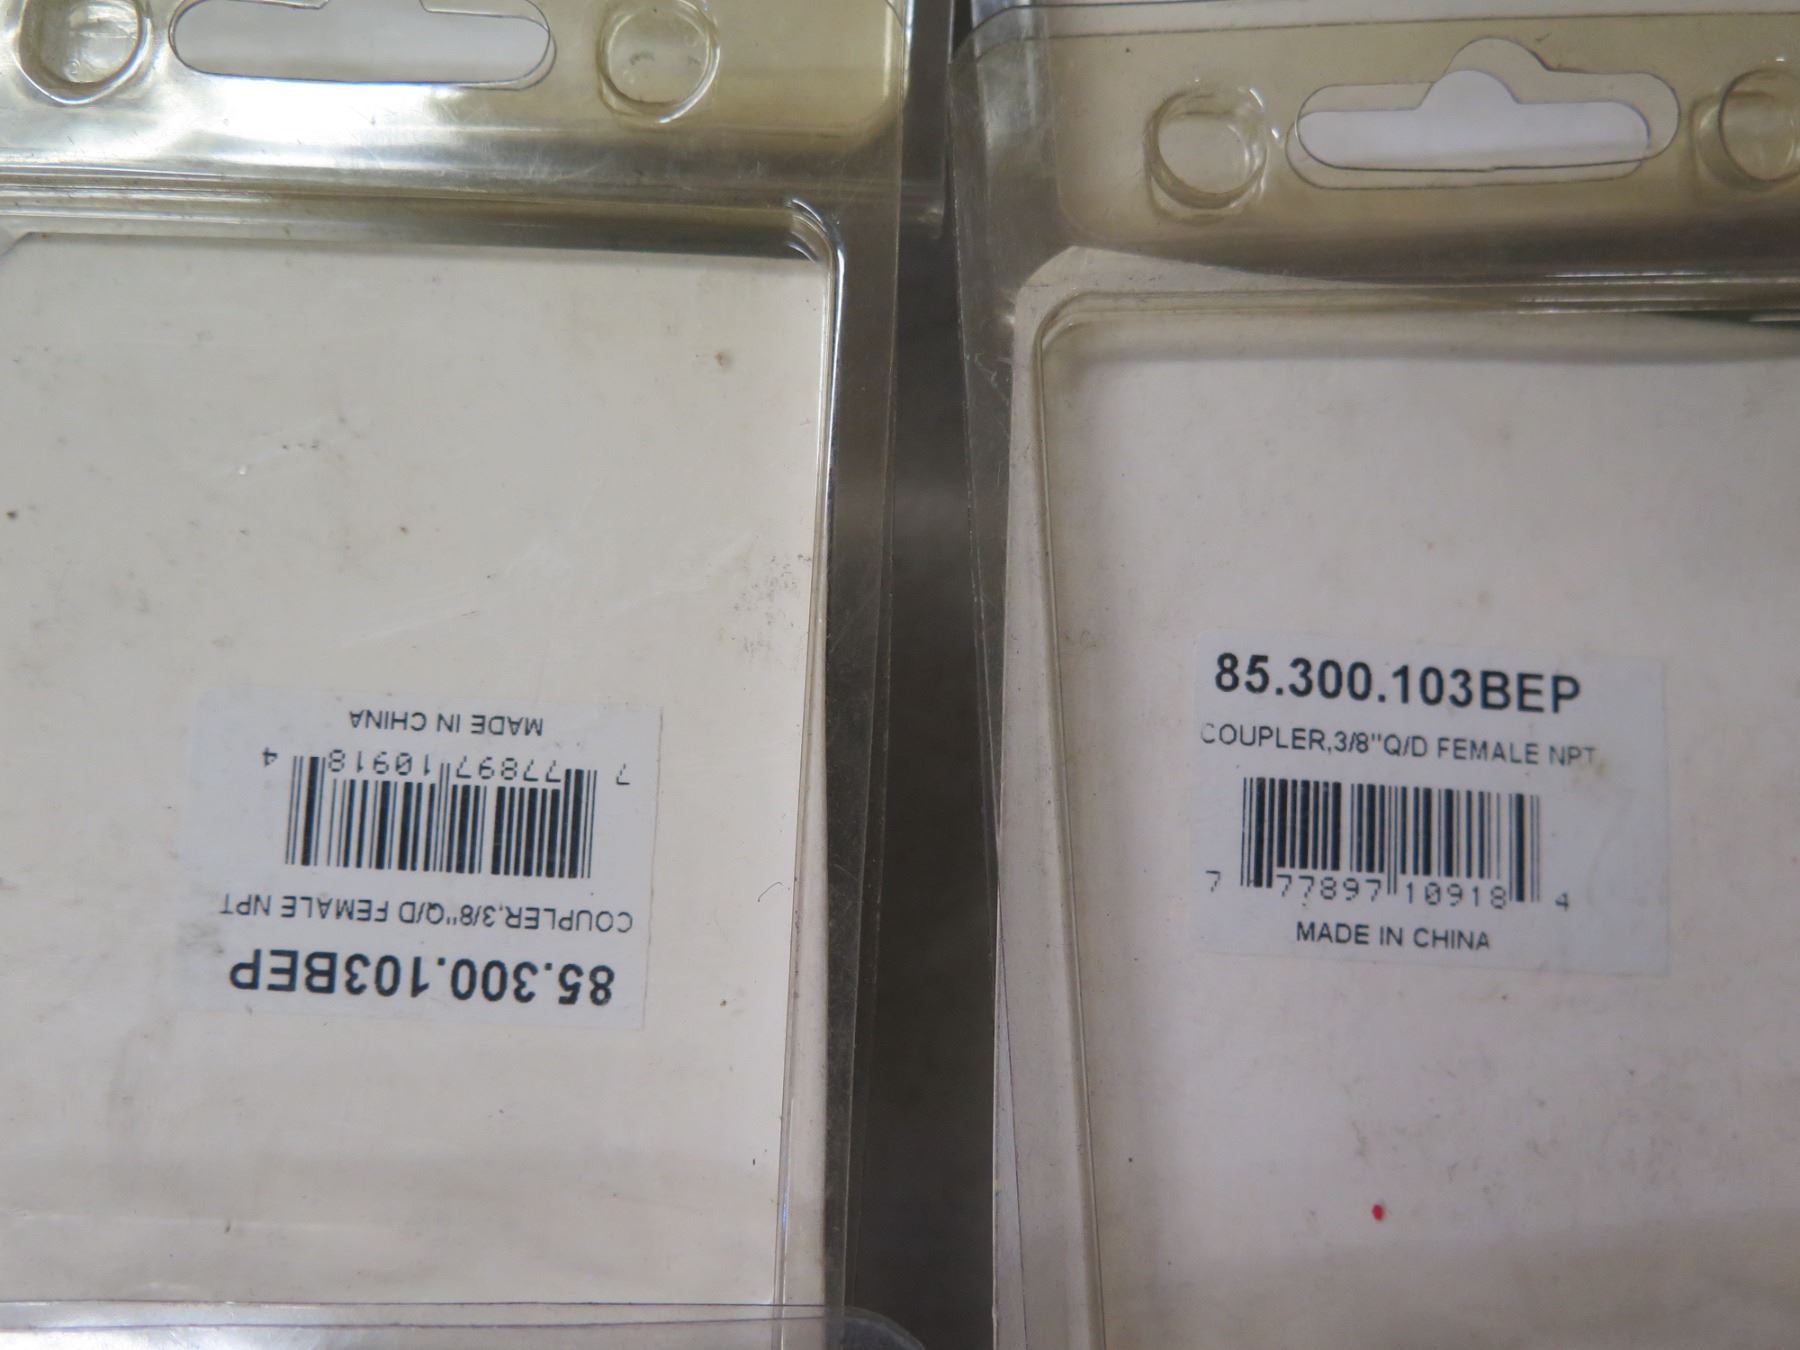 85.300.103BEP
COUPLER,3/8"Q/D FEMALE NPT
7 77897 10918 4
MADE IN CHINA
85.300.103BEP
COUPLER,3/8"Q/D FEMALE NPT
7 77897 10918 4
MADE IN CHINA